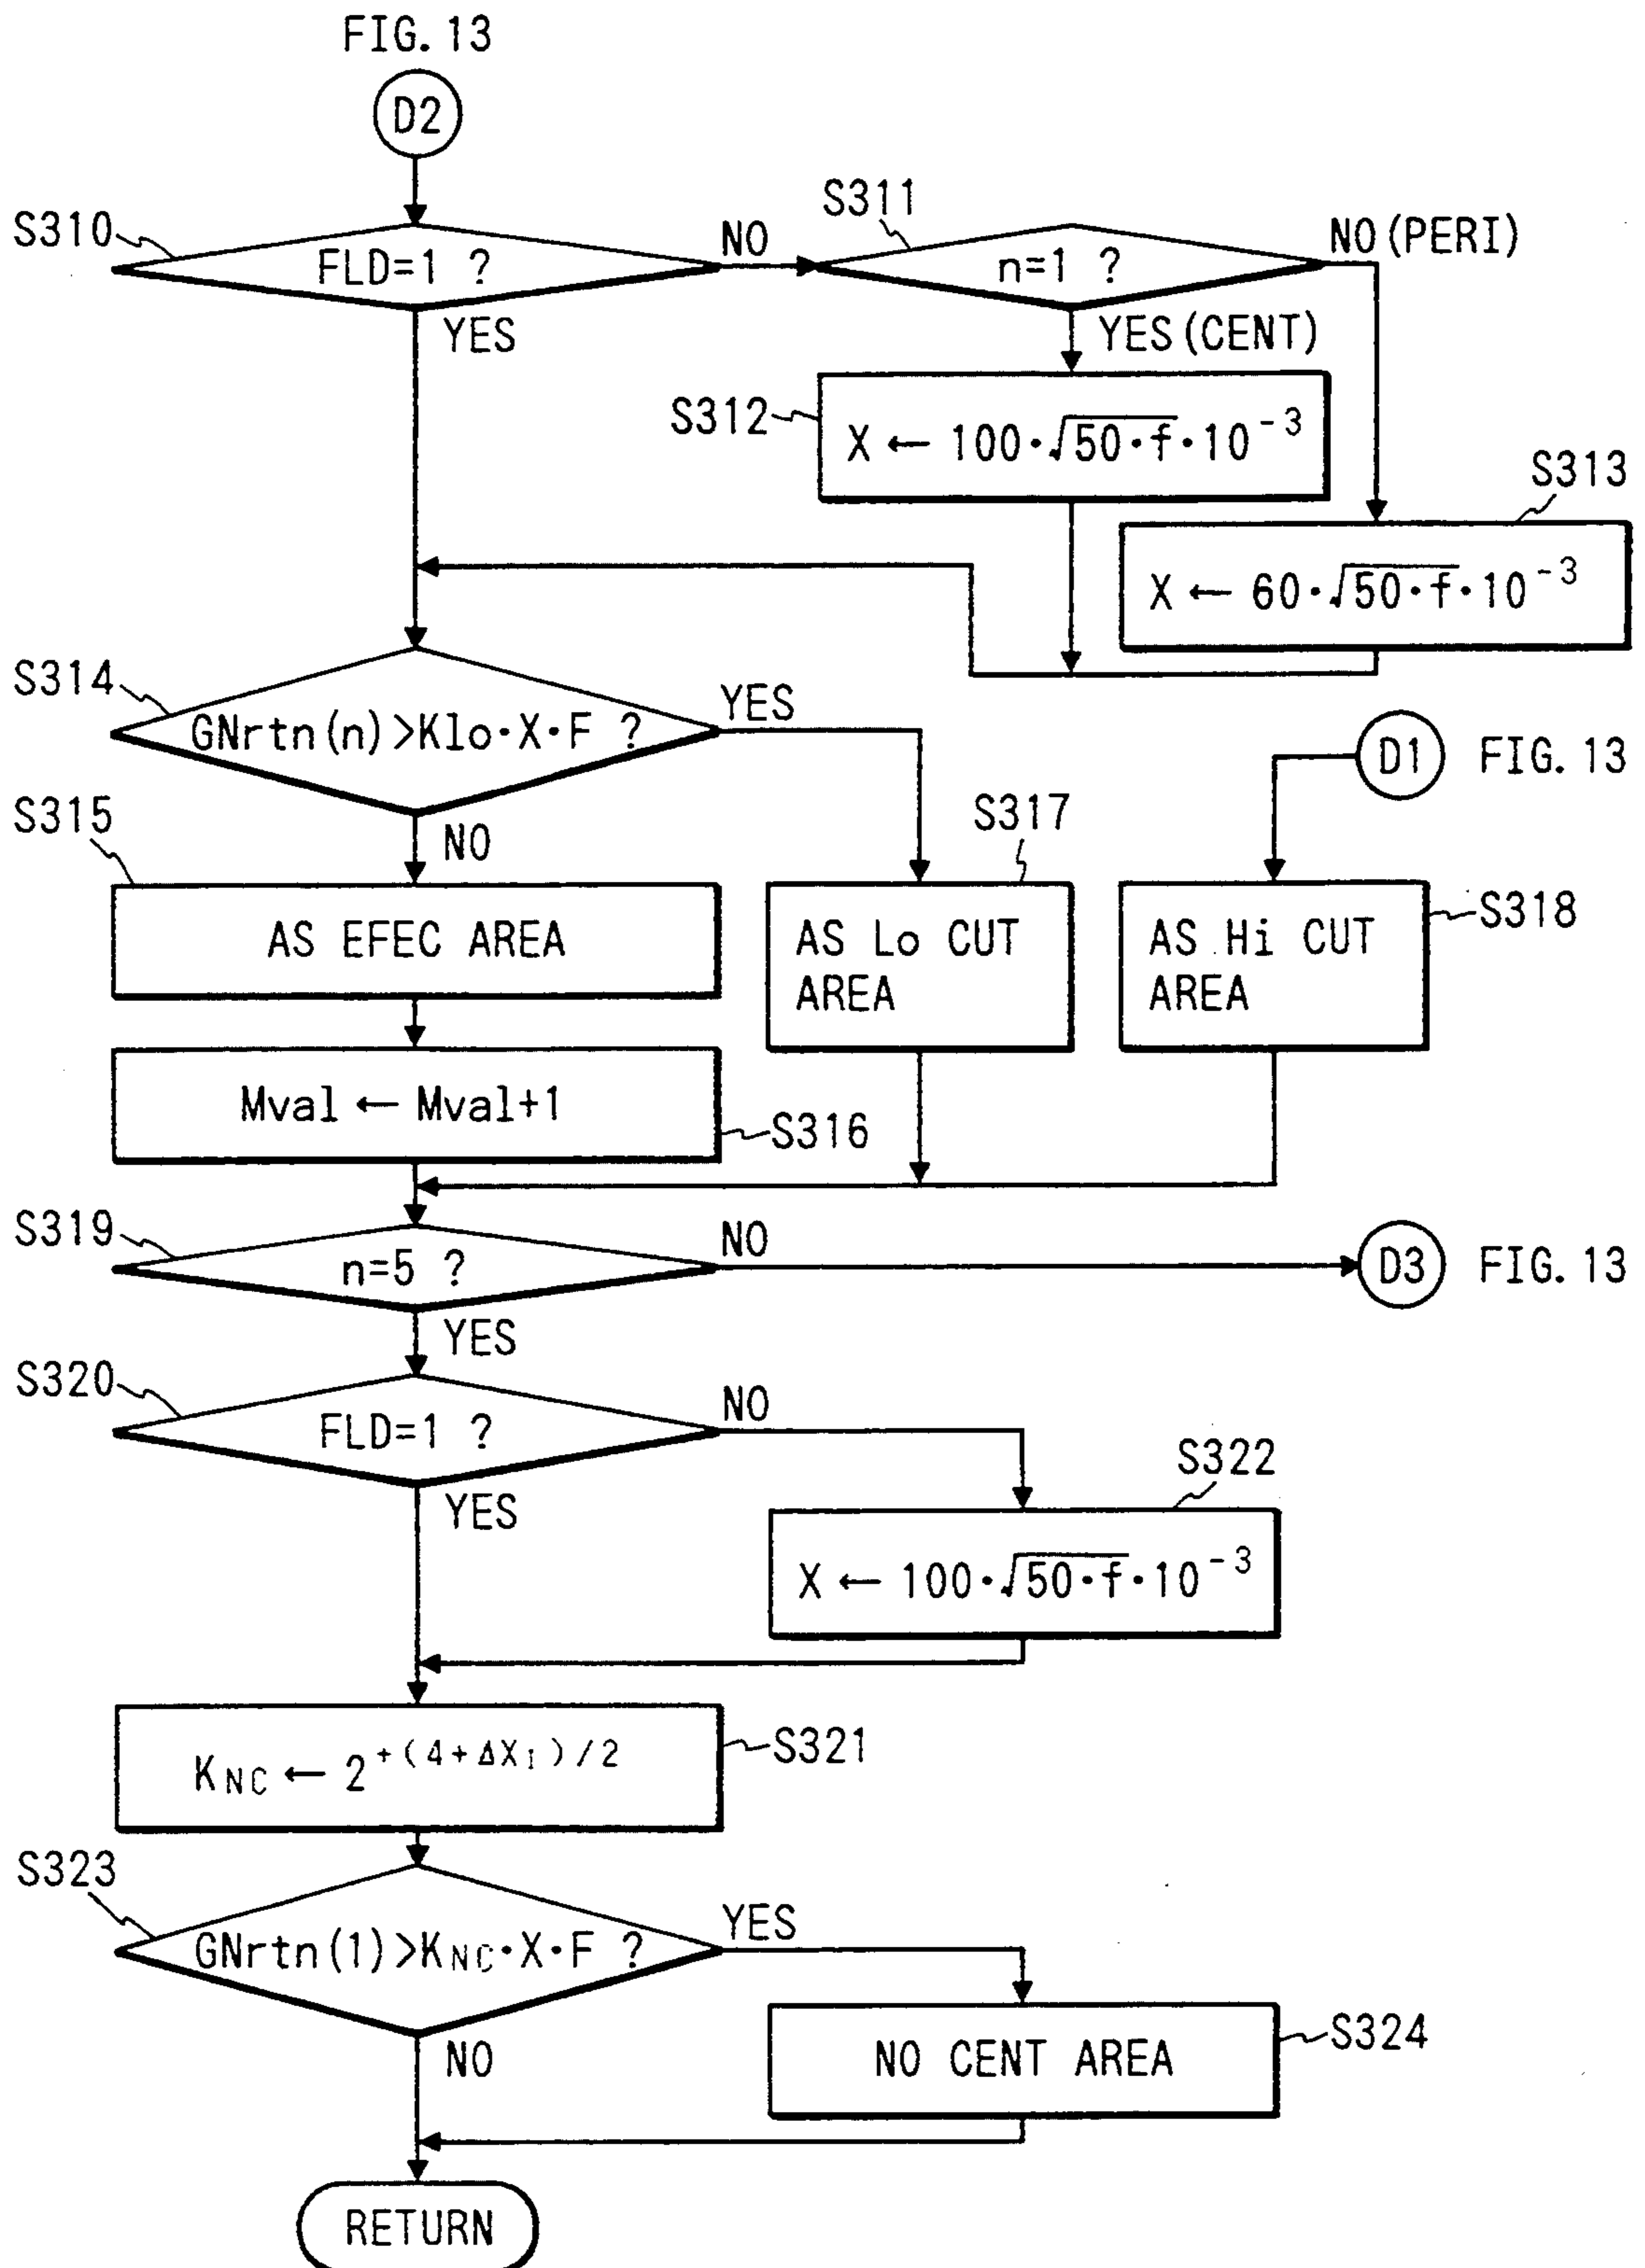 FIG. 13
D2
S310
FLD=1 ?
NO
YES
S311
n=1 ?
NO (PERI)
YES (CENT)
S312
X ← 100·√50·f·10⁻³
S313
X ← 60·√50·f·10⁻³
S314
GNrtn(n)>Klo·X·F ?
YES
NO
D1
FIG. 13
S315
AS EFEC AREA
S317
AS Lo CUT
AREA
S318
AS Hi CUT
AREA
Mval ← Mval+1
S316
S319
n=5 ?
NO
D3
FIG. 13
YES
S320
FLD=1 ?
NO
YES
S322
X ← 100·√50·f·10⁻³
S321
K_NC ← 2^+(4+ΔXi)/2
S323
GNrtn(1)>K_NC·X·F ?
YES
NO
S324
NO CENT AREA
RETURN